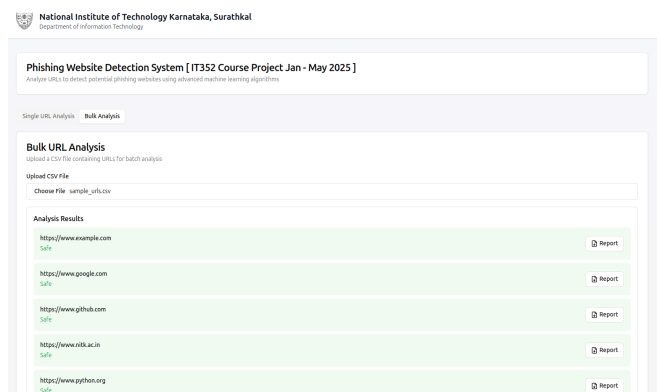 National Institute of Technology Karnataka, Surathkal
Department of Information Technology
Phishing Website Detection System [ IT352 Course Project Jan - May 2025 ]
Analyze URLs to detect potential phishing websites using advanced machine learning algorithms
Single URL Analysis Bulk Analysis
Bulk URL Analysis
Upload a CSV file containing URLs for batch analysis
Upload CSV File
Choose File sample_urls.csv
Analysis Results
https://www.example.com
Safe
Report
https://www.google.com
Safe
Report
https://www.github.com
Safe
Report
https://www.nitk.ac.in
Safe
Report
https://www.python.org
Safe
Report